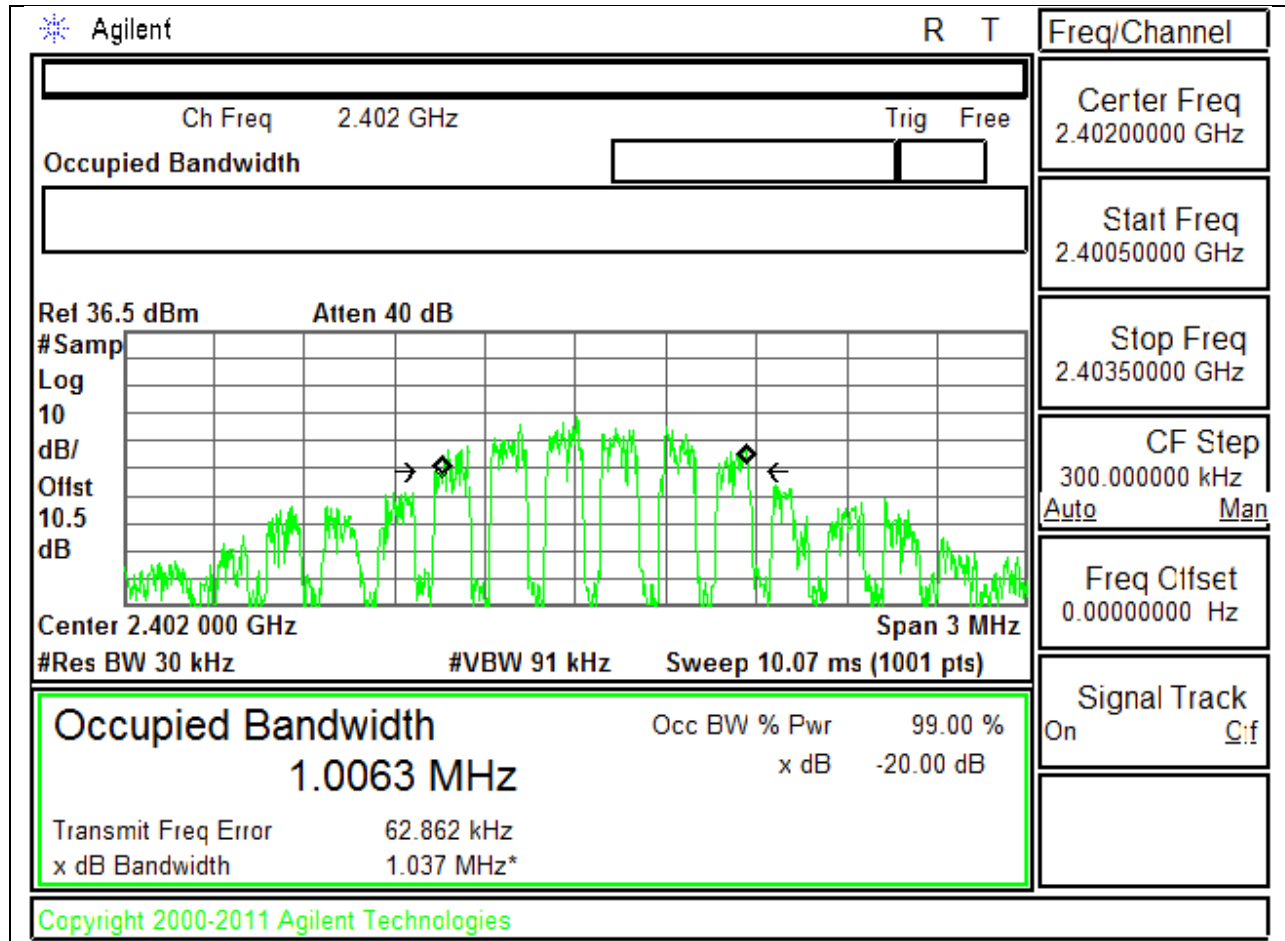 Agilent R T
Freq/Channel
Ch Freq 2.402 GHz Trig Free
Occupied Bandwidth
Center Freq
2.40200000 GHz
Start Freq
2.40050000 GHz
Stop Freq
2.40350000 GHz
CF Step
300.000000 kHz
Auto Man
Freq Offset
0.00000000 Hz
Signal Track
On Off
Ref 36.5 dBm Atten 40 dB
#Samp
Log
10
dB/
Offst
10.5
dB
Center 2.402 000 GHz Span 3 MHz
#Res BW 30 kHz #VBW 91 kHz Sweep 10.07 ms (1001 pts)
Occupied Bandwidth
1.0063 MHz
Occ BW % Pwr 99.00 %
x dB -20.00 dB
Transmit Freq Error 62.862 kHz
x dB Bandwidth 1.037 MHz*
Copyright 2000-2011 Agilent Technologies